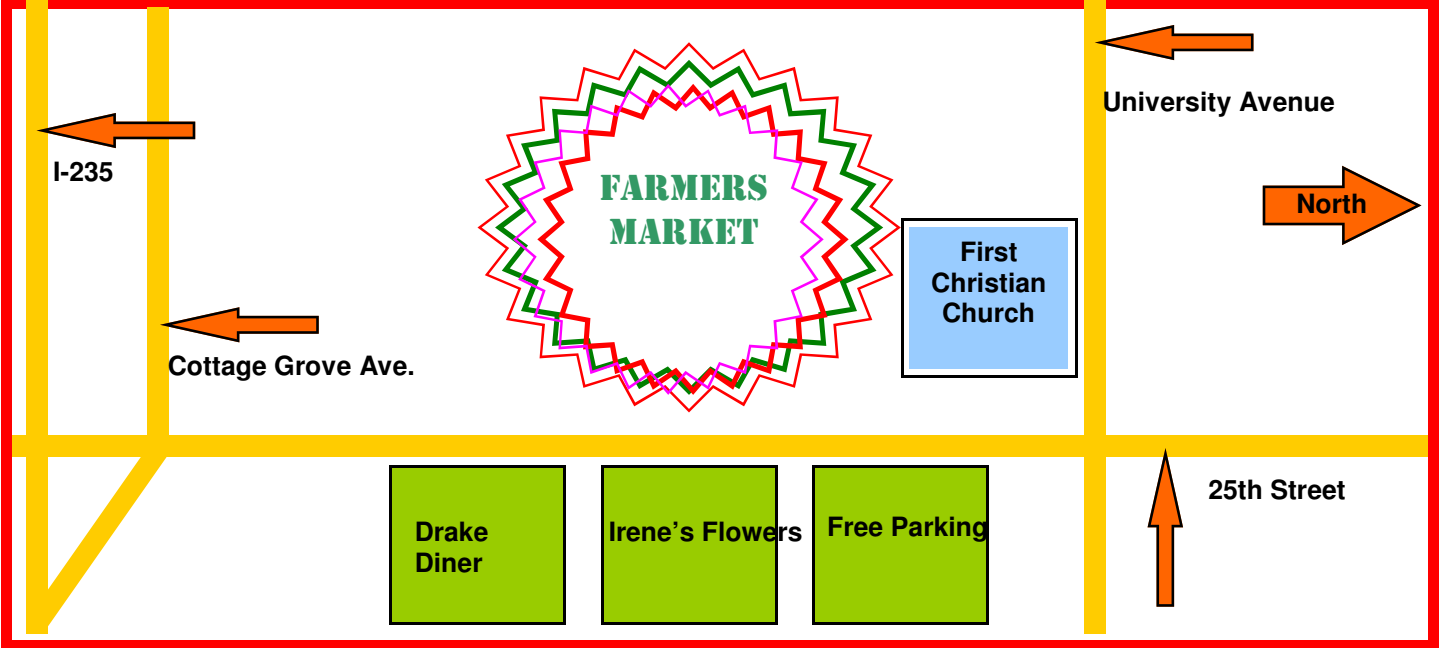 University Avenue
I-235
FARMERS
MARKET
North
First
Christian
Church
Cottage Grove Ave.
25th Street
Drake
Diner
Irene’s Flowers
Free Parking